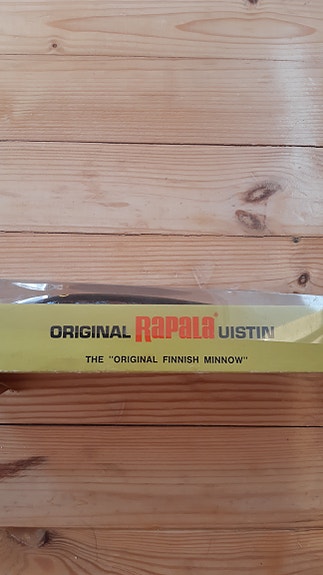 ORIGINAL Rapala® UISTIN
THE "ORIGINAL FINNISH MINNOW"